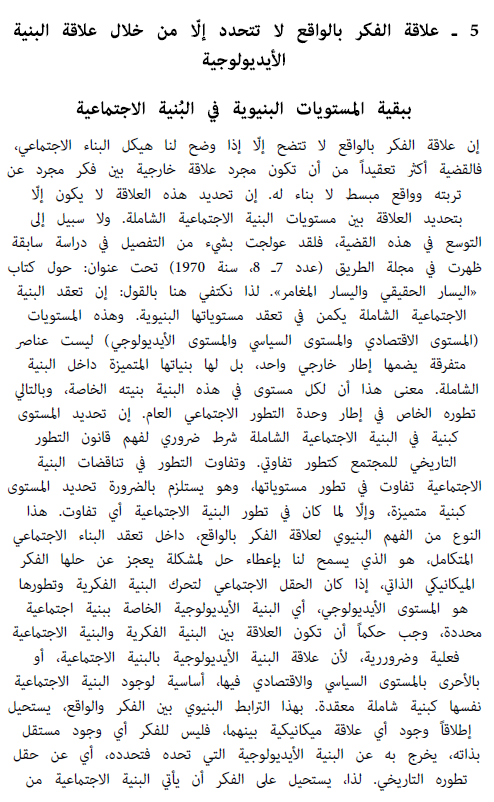 5 ـ علاقة الفكر بالواقع لا تتحدد إلّا من خلال علاقة البنية
الأيديولوجية
ببقية المستويات البنيوية في البُنية الاجتماعية
إن علاقة الفكر بالواقع لا تتضح إلّا إذا وضح لنا هيكل البناء الاجتماعي،
فالقضية أكثر تعقيداً من أن تكون مجرد علاقة خارجية بين فكر مجرد عن
تربته وواقع مبسط لا بناء له. إن تحديد هذه العلاقة لا يكون إلّا
بتحديد العلاقة بين مستويات البنية الاجتماعية الشاملة. ولا سبيل إلى
التوسع في هذه القضية، فلقد عولجت بشيء من التفصيل في دراسة سابقة
ظهرت في مجلة الطريق (عدد 7ـ 8، سنة 1970) تحت عنوان: حول كتاب
«اليسار الحقيقي واليسار المغامر». لذا نكتفي هنا بالقول: إن تعقد البنية
الاجتماعية الشاملة يكمن في تعقد مستوياتها البنيوية. وهذه المستويات
(المستوى الاقتصادي والمستوى السياسي والمستوى الأيديولوجي) ليست عناصر
متفرقة يضمها إطار خارجي واحد، بل لها بنياتها المتميزة داخل البنية
الشاملة. معنى هذا أن لكل مستوى في هذه البنية بنيته الخاصة، وبالتالي
تطوره الخاص في إطار وحدة التطور الاجتماعي العام. إن تحديد المستوى
كبنية في البنية الاجتماعية الشاملة شرط ضروري لفهم قانون التطور
التاريخي للمجتمع كتطور تفاوتي. وتفاوت التطور في تناقضات البنية
الاجتماعية تفاوت في تطور مستوياتها، وهو يستلزم بالضرورة تحديد المستوى
كبنية متميزة، وإلّا لما كان في تطور البنية الاجتماعية أي تفاوت. هذا
النوع من الفهم البنيوي لعلاقة الفكر بالواقع، داخل تعقد البناء الاجتماعي
المتكامل، هو الذي يسمح لنا بإعطاء حل لمشكلة يعجز عن حلها الفكر
الميكانيكي الذاتي، إذا كان الحقل الاجتماعي لتحرك البنية الفكرية وتطورها
هو المستوى الأيديولوجي، أي البنية الأيديولوجية الخاصة ببنية اجتماعية
محددة، وجب حكماً أن تكون العلاقة بين البنية الفكرية والبنية الاجتماعية
فعلية وضرورية، لأن علاقة البنية الأيديولوجية بالبنية الاجتماعية، أو
بالأحرى بالمستوى السياسي والاقتصادي فيها، أساسية لوجود البنية الاجتماعية
نفسها كبنية شاملة معقدة. بهذا الترابط البنيوي بين الفكر والواقع، يستحيل
إطلاقاً وجود أي علاقة ميكانيكية بينهما، فليس للفكر أي وجود مستقل
بذاته، يخرج به عن البنية الأيديولوجية التي تحده فتحدده، أي عن حقل
تطوره التاريخي. لذا، يستحيل على الفكر أن يأتي البنية الاجتماعية من